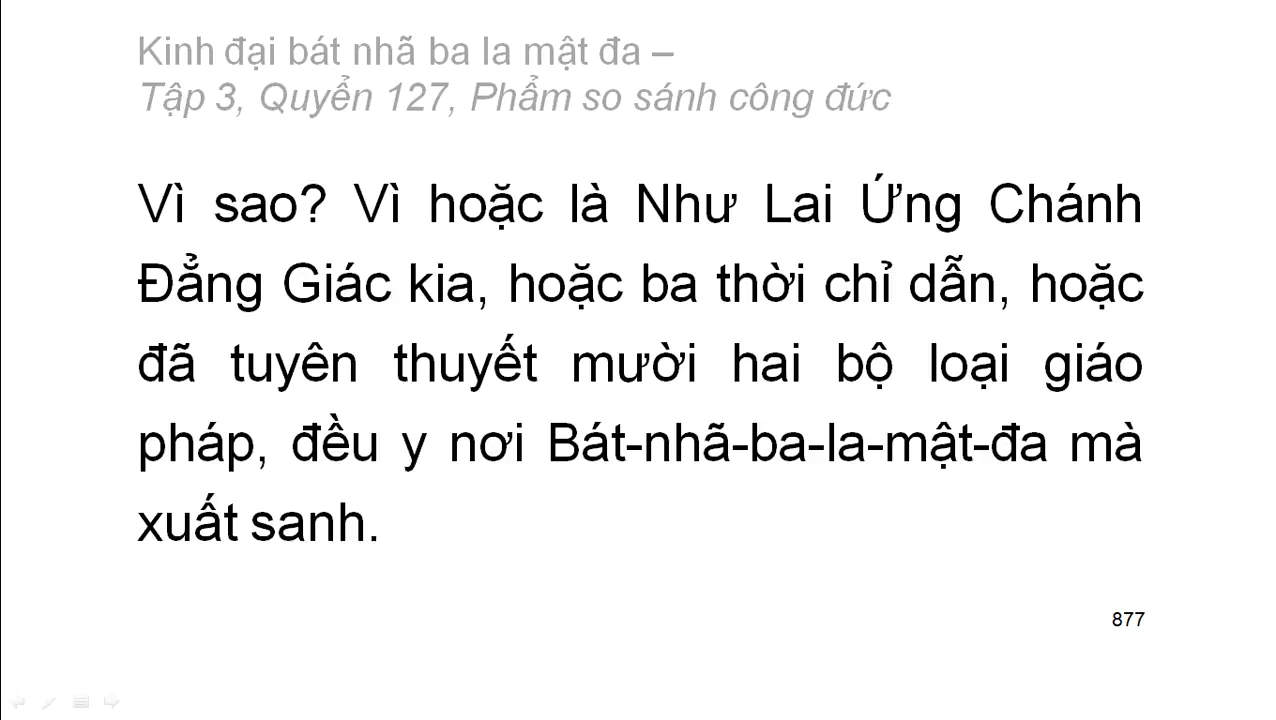 Kinh đại bát nhã ba la mật đa –
Tập 3, Quyển 127, Phẩm so sánh công đức
Vì sao? Vì hoặc là Như Lai Ứng Chánh
Đẳng Giác kia, hoặc ba thời chỉ dẫn, hoặc
đã tuyên thuyết mười hai bộ loại giáo
pháp, đều y nơi Bát-nhã-ba-la-mật-đa mà
xuất sanh.
877